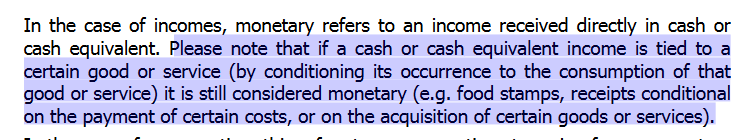 In the case of incomes, monetary refers to an income received directly in cash or
cash equivalent. Please note that if a cash or cash equivalent income is tied to a
certain good or service (by conditioning its occurrence to the consumption of that
good or service) it is still considered monetary (e.g. food stamps, receipts conditional
on the payment of certain costs, or on the acquisition of certain goods or services).